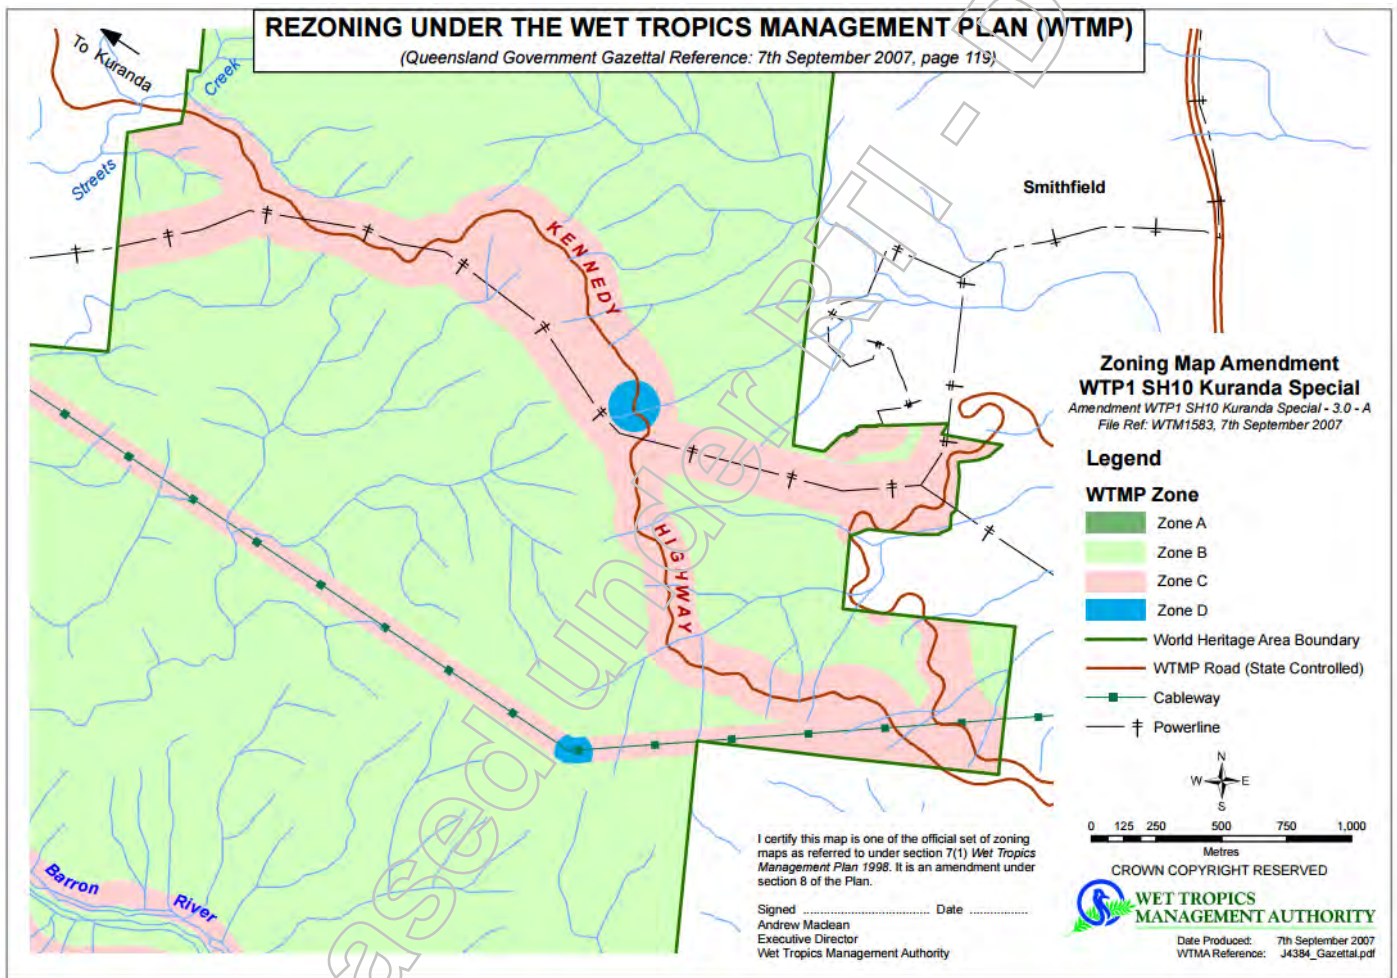 REZONING UNDER THE WET TROPICS MANAGEMENT PLAN (WTMP)
(Queensland Government Gazettal Reference: 7th September 2007, page 119)
To Kuranda
Creek
Streets
Smithfield
KENNEDY
HIGHWAY
Barron
River
Zoning Map Amendment
WTP1 SH10 Kuranda Special
Amendment WTP1 SH10 Kuranda Special - 3.0 - A
File Ref: WTM1583, 7th September 2007
Legend
WTMP Zone
Zone A
Zone B
Zone C
Zone D
World Heritage Area Boundary
WTMP Road (State Controlled)
Cableway
Powerline
N
W E
S
0 125 250 500 750 1,000
Metres
CROWN COPYRIGHT RESERVED
WET TROPICS
MANAGEMENT AUTHORITY
Date Produced: 7th September 2007
WTMA Reference: J4384_Gazettal.pdf
I certify this map is one of the official set of zoning
maps as referred to under section 7(1) Wet Tropics
Management Plan 1998. It is an amendment under
section 8 of the Plan.
Signed ................................ Date ...............
Andrew Maclean
Executive Director
Wet Tropics Management Authority
ased under RTI - D